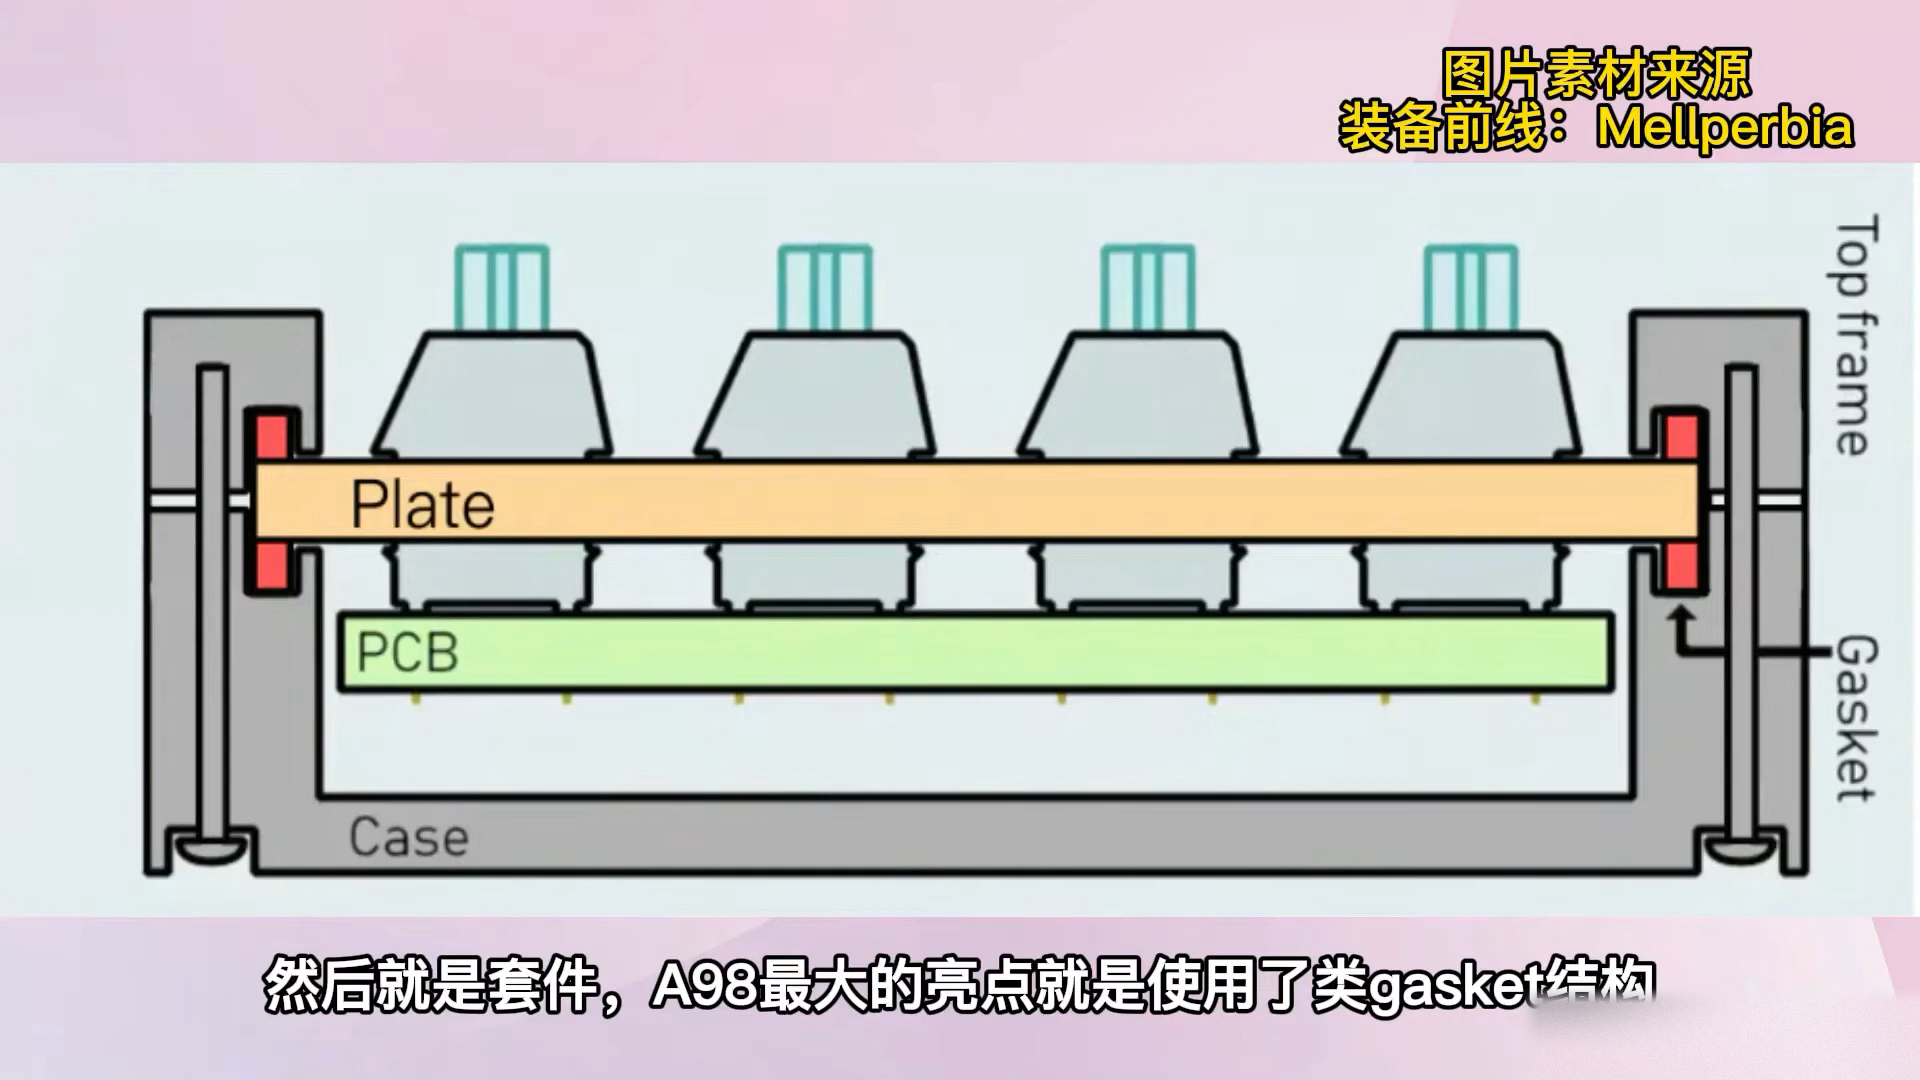 图片素材来源
装备前线：Mellperbia
Top frame
Plate
PCB
Gasket
Case
然后就是套件，A98最大的亮点就是使用了类gasket结构